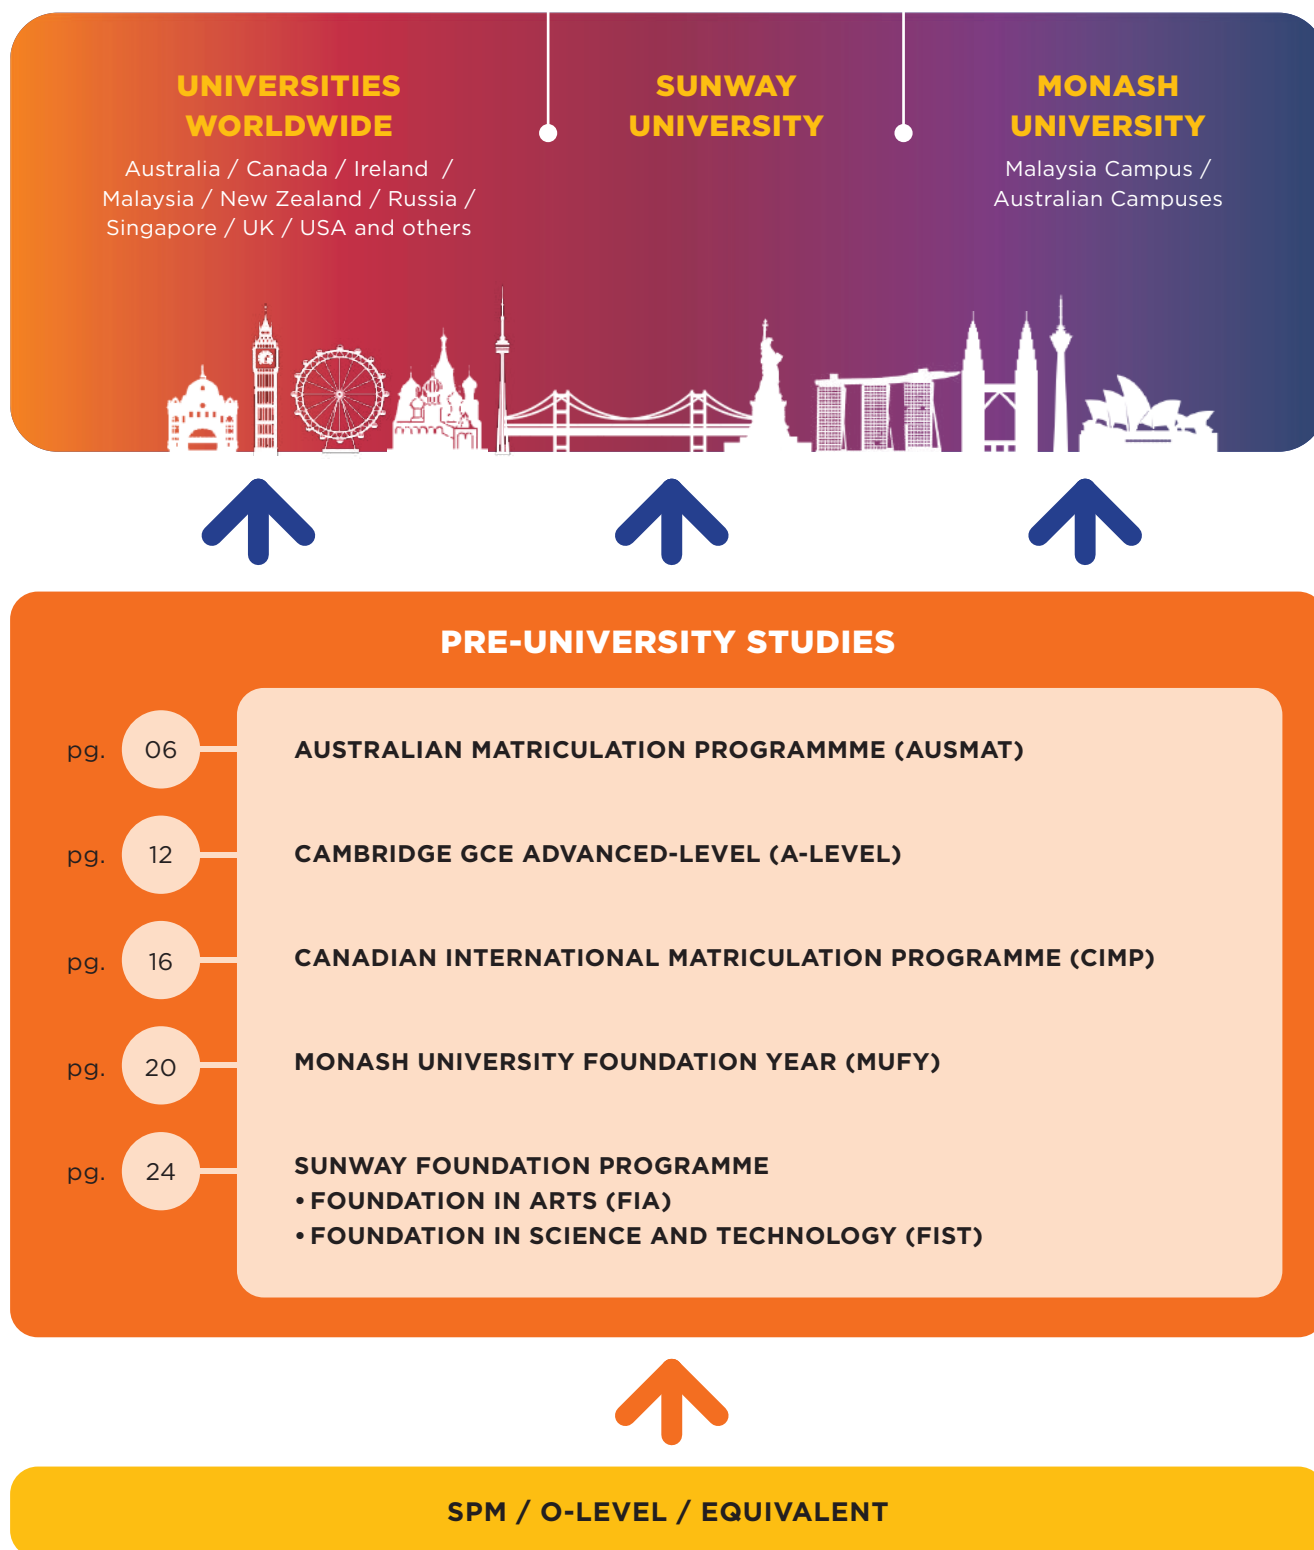 UNIVERSITIES
WORLDWIDE
Australia / Canada / Ireland /
Malaysia / New Zealand / Russia /
Singapore / UK / USA and others
SUNWAY
UNIVERSITY
MONASH
UNIVERSITY
Malaysia Campus /
Australian Campuses
PRE-UNIVERSITY STUDIES
pg. 06 AUSTRALIAN MATRICULATION PROGRAMMME (AUSMAT)
pg. 12 CAMBRIDGE GCE ADVANCED-LEVEL (A-LEVEL)
pg. 16 CANADIAN INTERNATIONAL MATRICULATION PROGRAMME (CIMP)
pg. 20 MONASH UNIVERSITY FOUNDATION YEAR (MUFY)
pg. 24 SUNWAY FOUNDATION PROGRAMME
• FOUNDATION IN ARTS (FIA)
• FOUNDATION IN SCIENCE AND TECHNOLOGY (FIST)
SPM / O-LEVEL / EQUIVALENT